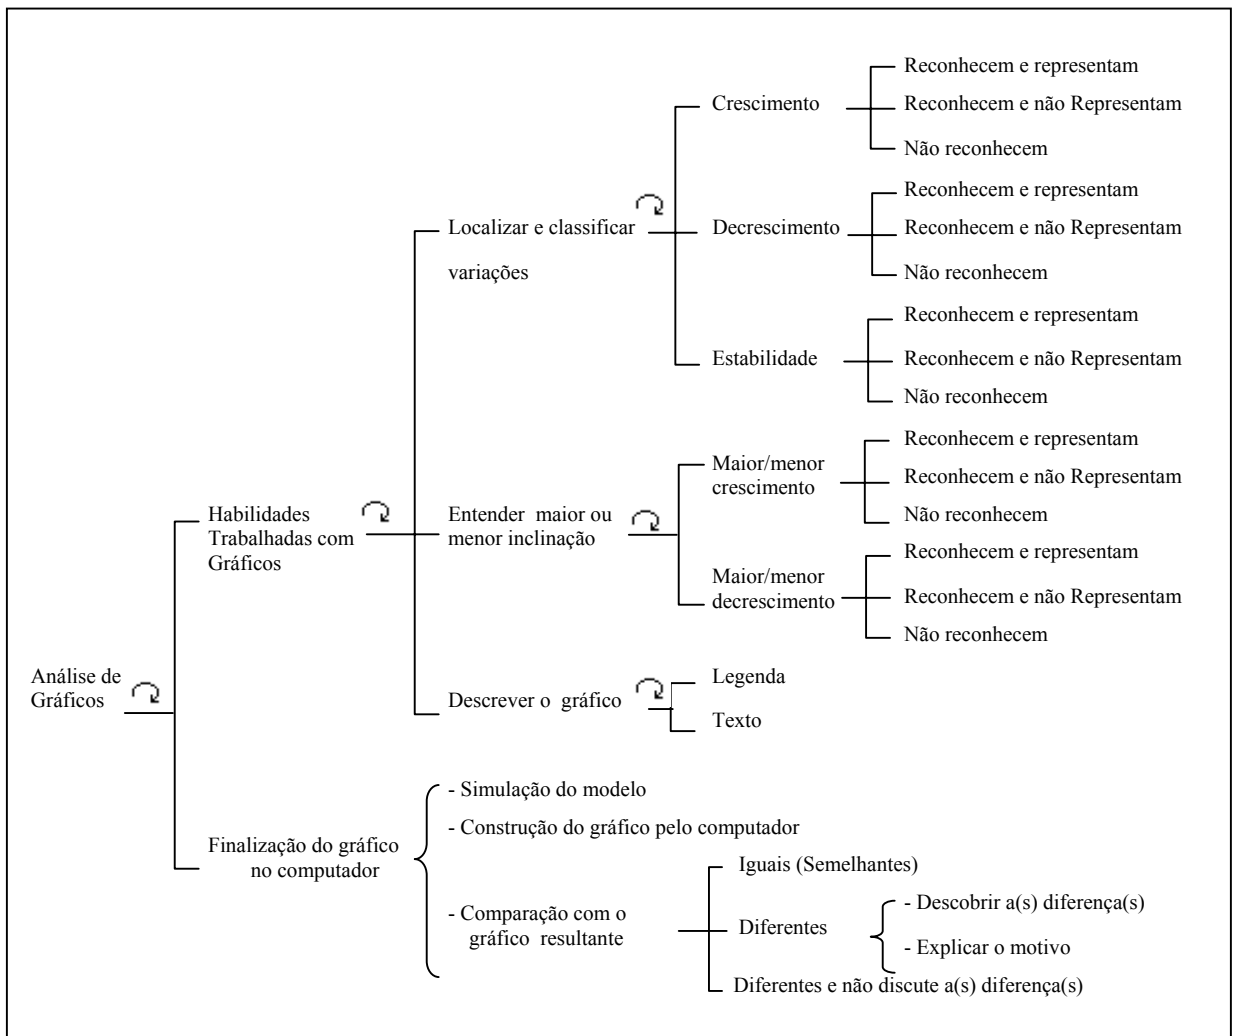 Reconhecem e representam
Crescimento
Reconhecem e não Representam
Não reconhecem
Reconhecem e representam
Localizar e classificar
variações
Decrescimento
Reconhecem e não Representam
Não reconhecem
Reconhecem e representam
Estabilidade
Reconhecem e não Representam
Não reconhecem
Reconhecem e representam
Maior/menor
crescimento
Reconhecem e não Representam
Não reconhecem
Habilidades
Trabalhadas com
Gráficos
Entender maior ou
menor inclinação
Reconhecem e representam
Maior/menor
decrescimento
Reconhecem e não Representam
Não reconhecem
Análise de
Gráficos
Descrever o gráfico
Legenda
Texto
- Simulação do modelo
- Construção do gráfico pelo computador
Finalização do gráfico
no computador
- Comparação com o
gráfico resultante
Iguais (Semelhantes)
Diferentes
- Descobrir a(s) diferença(s)
- Explicar o motivo
Diferentes e não discute a(s) diferença(s)